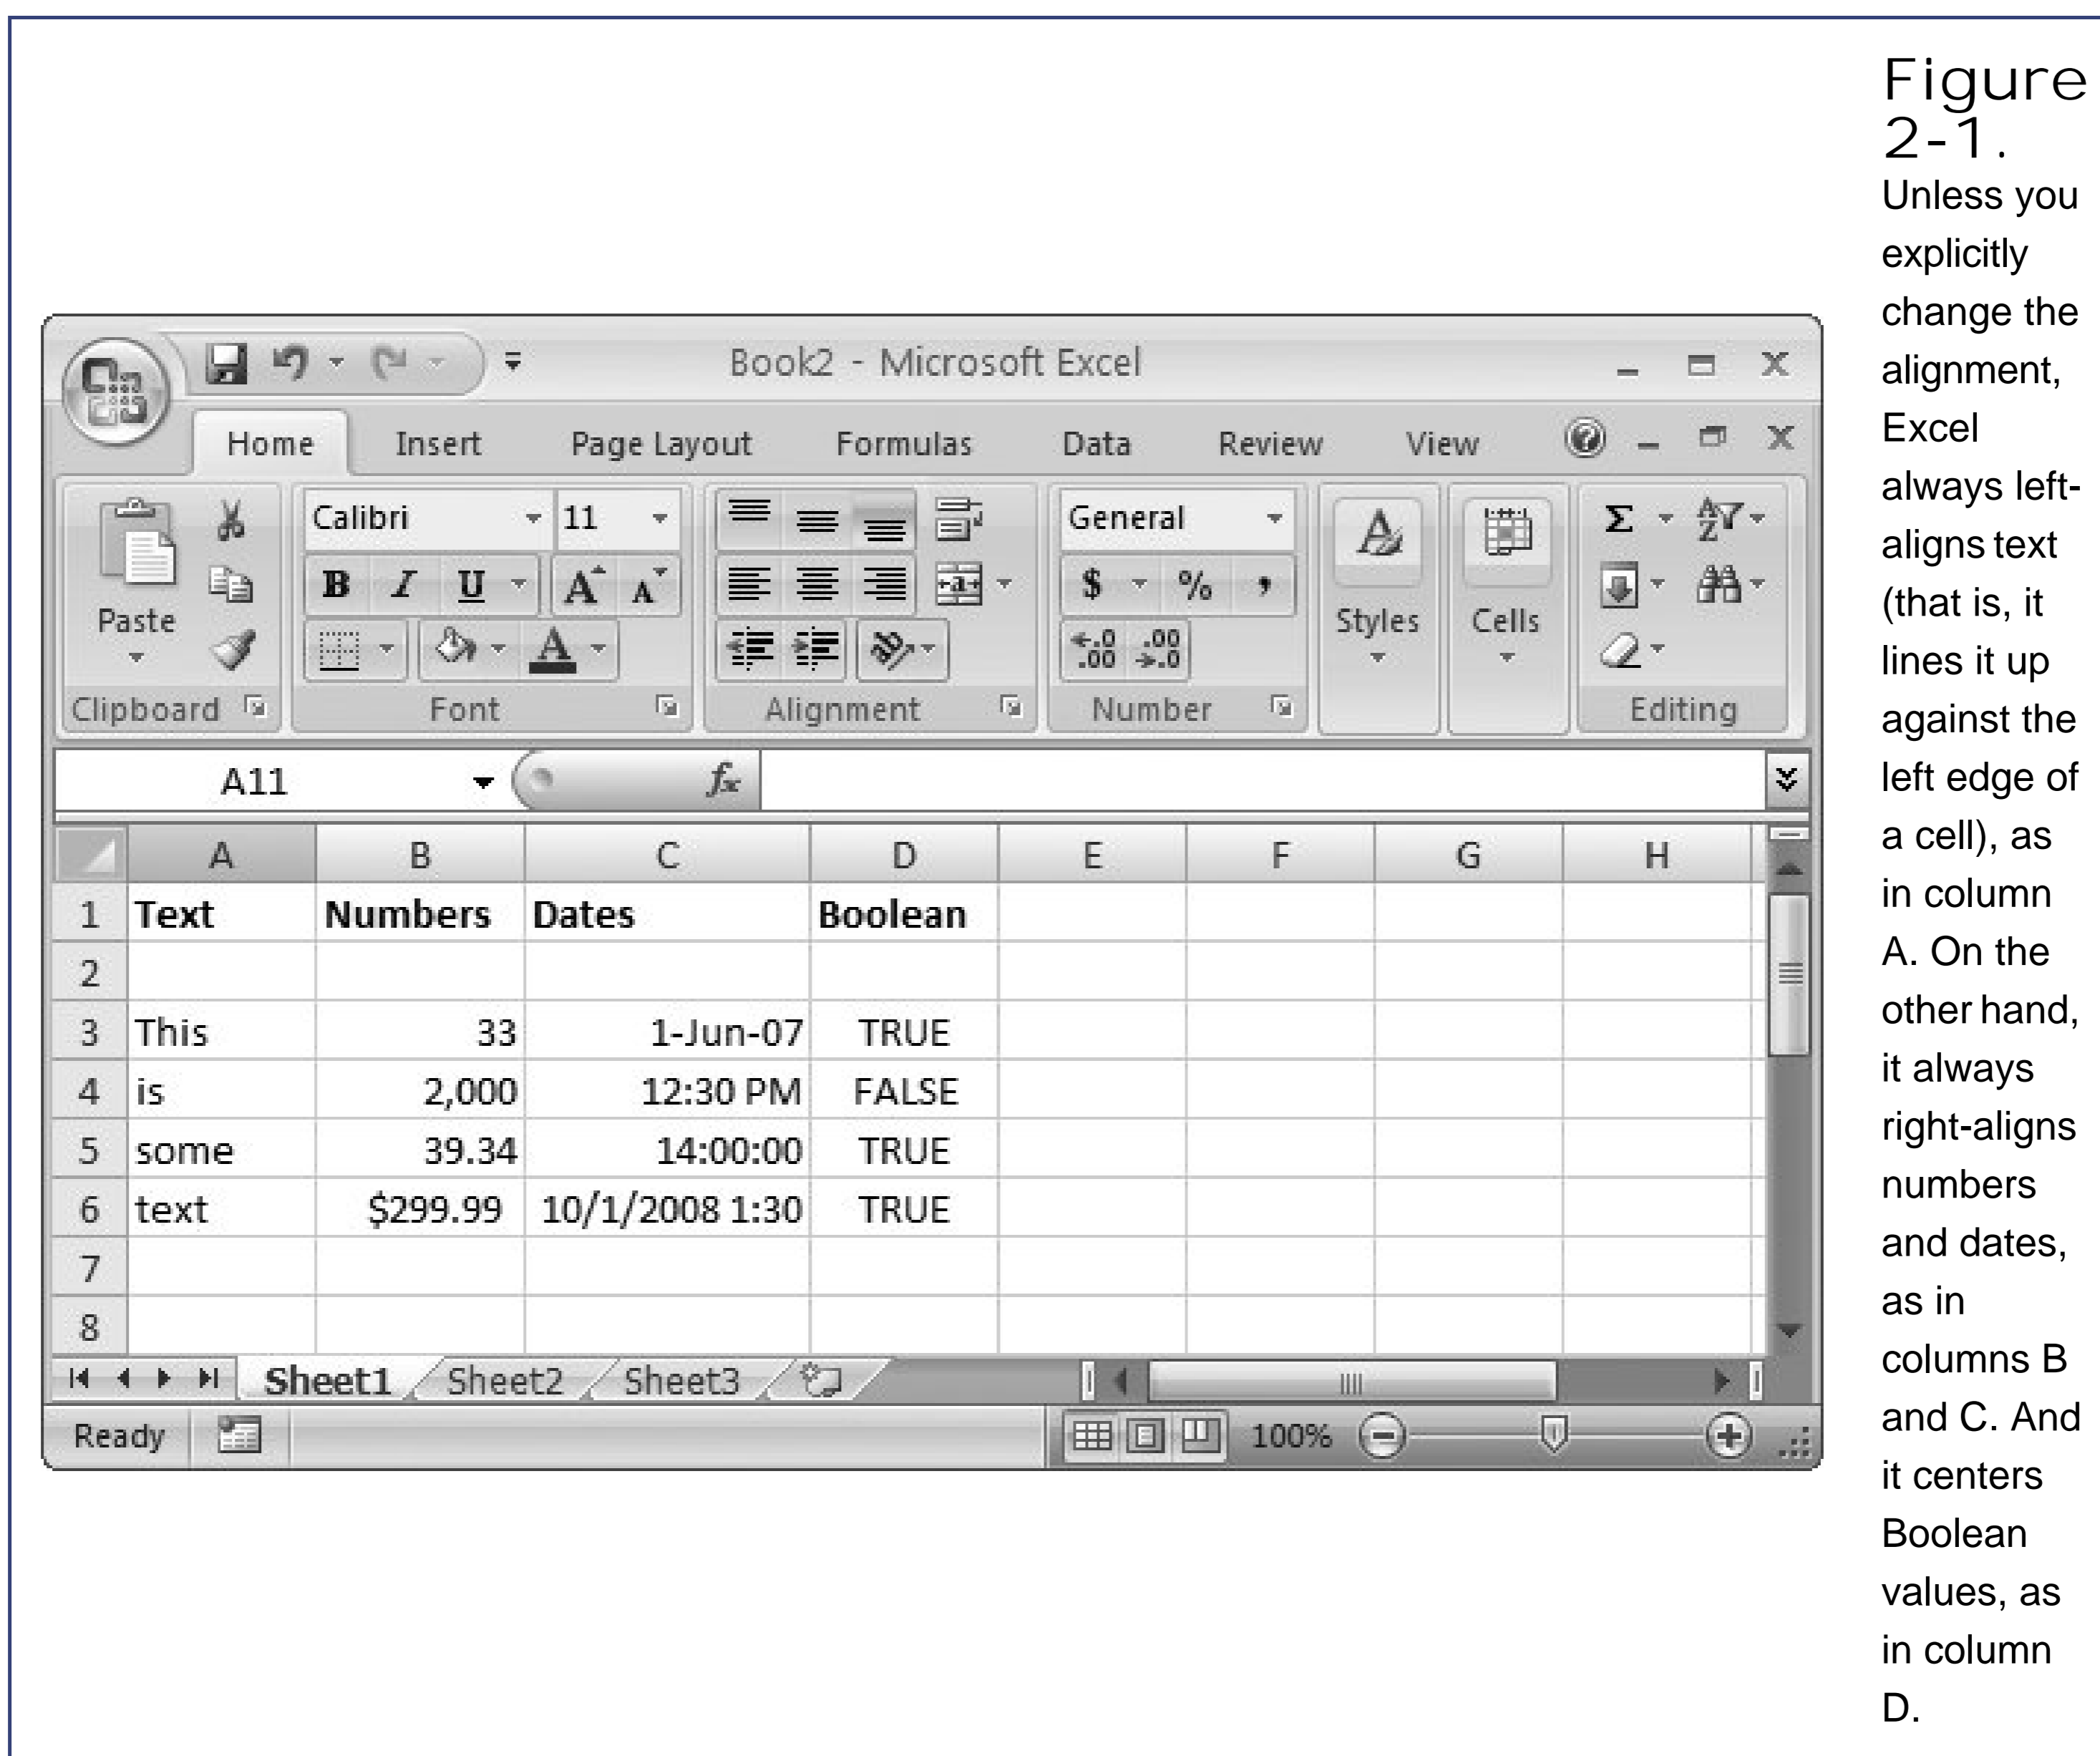 Figure
2-1.
Unless you
explicitly
change the
alignment,
Excel
always left-
aligns text
(that is, it
lines it up
against the
left edge of
a cell), as
in column
A. On the
other hand,
it always
right-aligns
numbers
and dates,
as in
columns B
and C. And
it centers
Boolean
values, as
in column
D.
Book2 - Microsoft Excel
Home Insert Page Layout Formulas Data Review View
Calibri 11 General
B I U A A $ % ,
Paste Styles Cells
A .0 .00 .00 .0
Clipboard Font Alignment Number Editing
A11 fx
A B C D E F G H
1 Text Numbers Dates Boolean
2
3 This 33 1-Jun-07 TRUE
4 is 2,000 12:30 PM FALSE
5 some 39.34 14:00:00 TRUE
6 text $299.99 10/1/2008 1:30 TRUE
7
8
Sheet1 Sheet2 Sheet3
Ready 100%